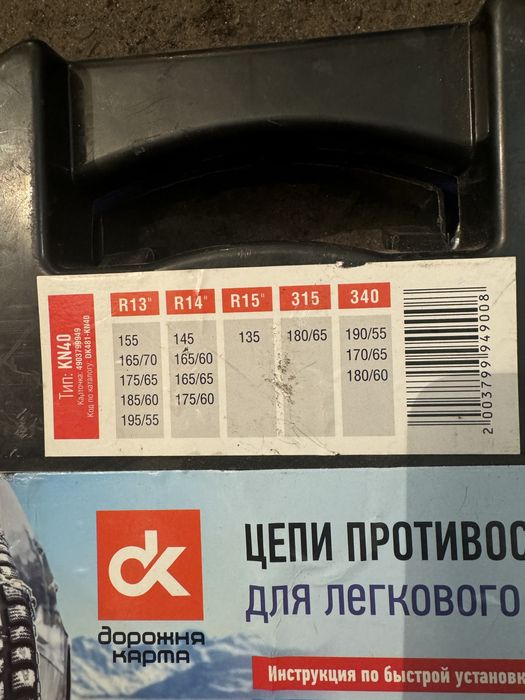 Тип: KN40
Карточка: 4903799949
Код по каталогу: DK481-KN40
R13" R14" R15" 315 340
155 145 135 180/65 190/55
165/70 165/60 170/65
175/65 165/65 180/60
185/60 175/60
195/55
2003799949008
dk
дорожня
карта
ЦЕПИ ПРОТИВОС
для легкового
Инструкция по быстрой установк